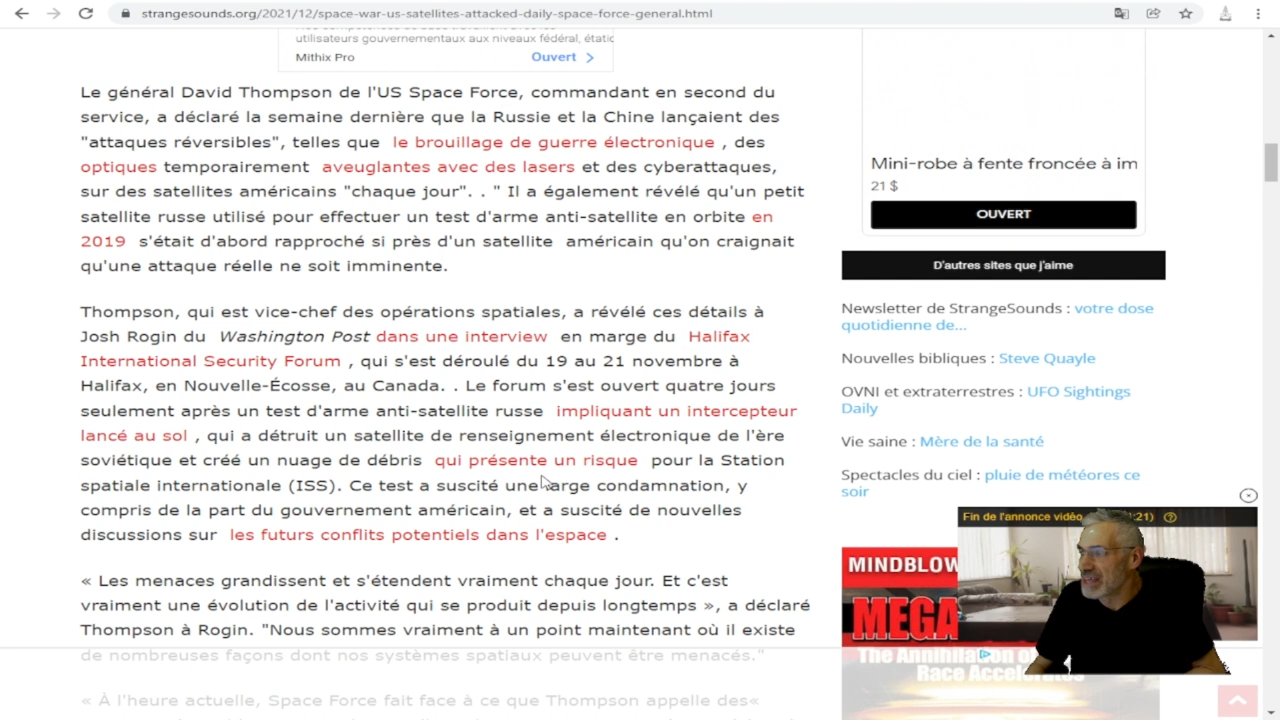 strangesounds.org/2021/12/space-war-us-satellites-attacked-daily-space-force-general.html
utilisateurs gouvernementaux aux niveaux fédéral, étatic
Mithix Pro
Ouvert
Le général David Thompson de l'US Space Force, commandant en second du
service, a déclaré la semaine dernière que la Russie et la Chine lançaient des
"attaques réversibles", telles que le brouillage de guerre électronique , des
optiques temporairement aveuglantes avec des lasers et des cyberattaques,
sur des satellites américains "chaque jour". . " Il a également révélé qu'un petit
satellite russe utilisé pour effectuer un test d'arme anti-satellite en orbite en
2019 s'était d'abord rapproché si près d'un satellite américain qu'on craignait
qu'une attaque réelle ne soit imminente.
Thompson, qui est vice-chef des opérations spatiales, a révélé ces détails à
Josh Rogin du Washington Post dans une interview en marge du Halifax
International Security Forum , qui s'est déroulé du 19 au 21 novembre à
Halifax, en Nouvelle-Écosse, au Canada. . Le forum s'est ouvert quatre jours
seulement après un test d'arme anti-satellite russe impliquant un intercepteur
lancé au sol , qui a détruit un satellite de renseignement électronique de l'ère
soviétique et créé un nuage de débris qui présente un risque pour la Station
spatiale internationale (ISS). Ce test a suscité une large condamnation, y
compris de la part du gouvernement américain, et a suscité de nouvelles
discussions sur les futurs conflits potentiels dans l'espace .
« Les menaces grandissent et s'étendent vraiment chaque jour. Et c'est
vraiment une évolution de l'activité qui se produit depuis longtemps », a déclaré
Thompson à Rogin. "Nous sommes vraiment à un point maintenant où il existe
de nombreuses façons dont nos systèmes spatiaux peuvent être menacés."
« À l'heure actuelle, Space Force fait face à ce que Thompson appelle des«
Mini-robe à fente froncée à im
21 $
OUVERT
D'autres sites que j'aime
Newsletter de StrangeSounds : votre dose
quotidienne de...
Nouvelles bibliques : Steve Quayle
OVNI et extraterrestres : UFO Sightings
Daily
Vie saine : Mère de la santé
Spectacles du ciel : pluie de météores ce
soir
Fin de l'annonce vidéo :21)
MINDBLOW
MEGA
The Annihilation of
Race Accelerates